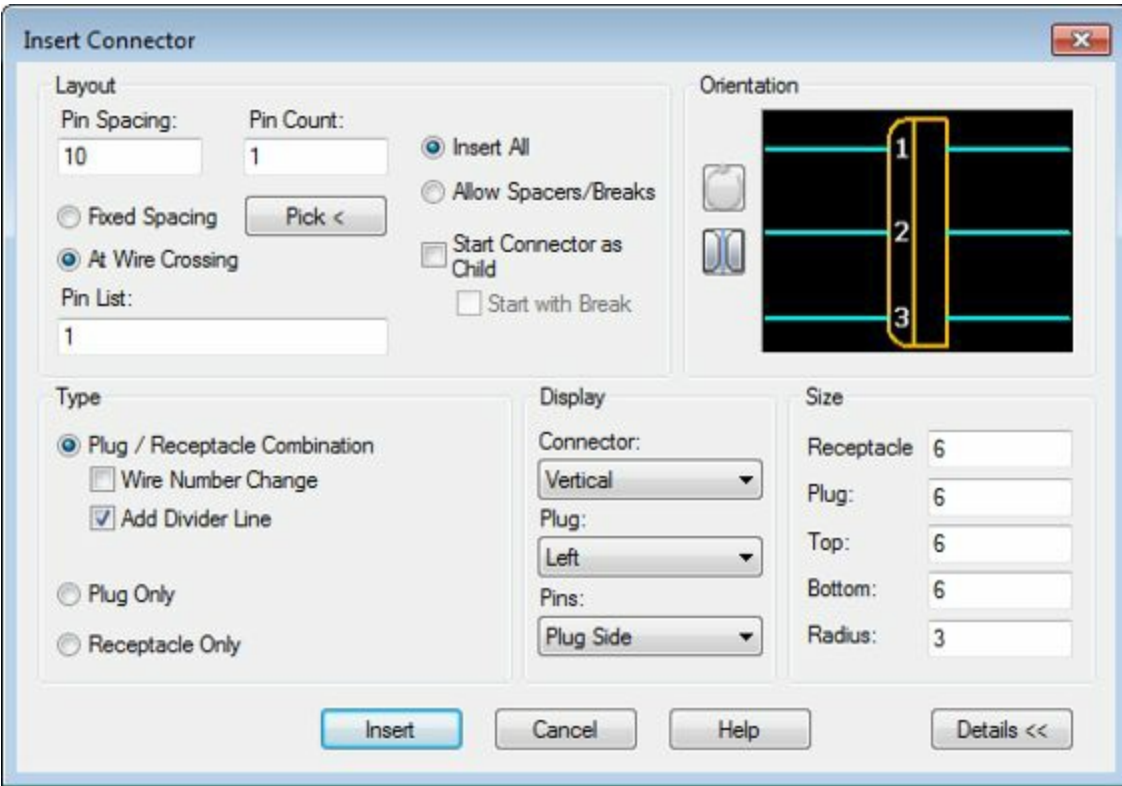 Insert Connector
Layout
Pin Spacing: Pin Count:
10 1
Insert All
Allow Spacers/Breaks
Fixed Spacing Pick <
At Wire Crossing
Start Connector as
Child
Start with Break
Pin List:
1
Orientation
1
2
3
Type
Plug / Receptacle Combination
Wire Number Change
Add Divider Line
Plug Only
Receptacle Only
Display
Connector:
Vertical
Plug:
Left
Pins:
Plug Side
Size
Receptacle 6
Plug: 6
Top: 6
Bottom: 6
Radius: 3
Insert Cancel Help Details <<